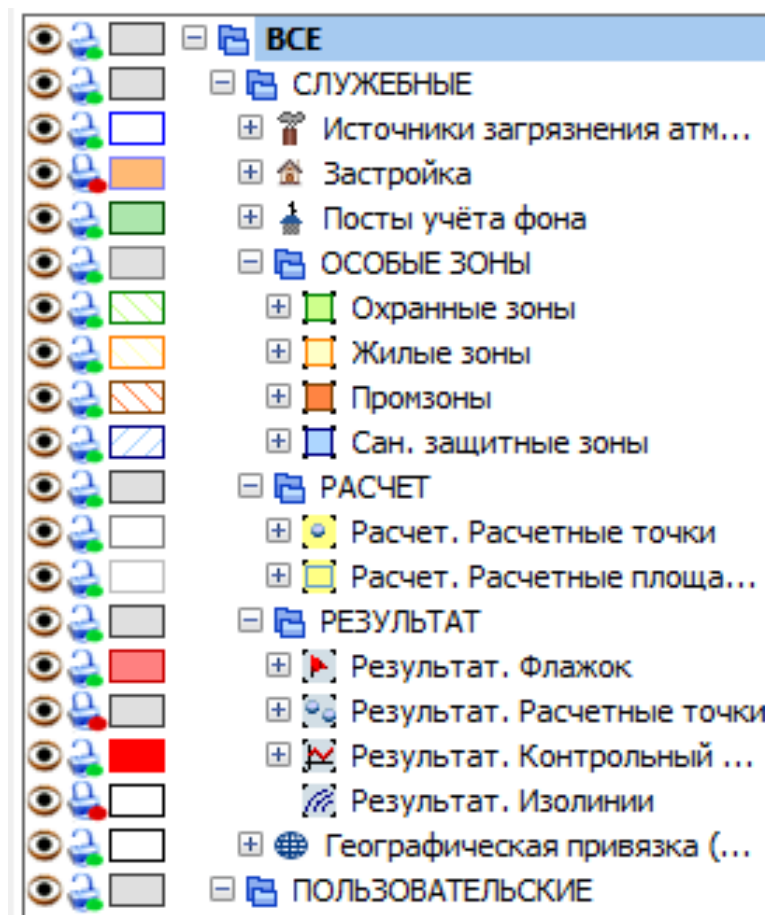 ВСЕ
СЛУЖЕБНЫЕ
Источники загрязнения атм...
Застройка
Посты учёта фона
ОСОБЫЕ ЗОНЫ
Охранные зоны
Жилые зоны
Промзоны
Сан. защитные зоны
РАСЧЕТ
Расчет. Расчетные точки
Расчет. Расчетные площа...
РЕЗУЛЬТАТ
Результат. Флажок
Результат. Расчетные точки
Результат. Контрольный ...
Результат. Изолинии
Географическая привязка (...
ПОЛЬЗОВАТЕЛЬСКИЕ